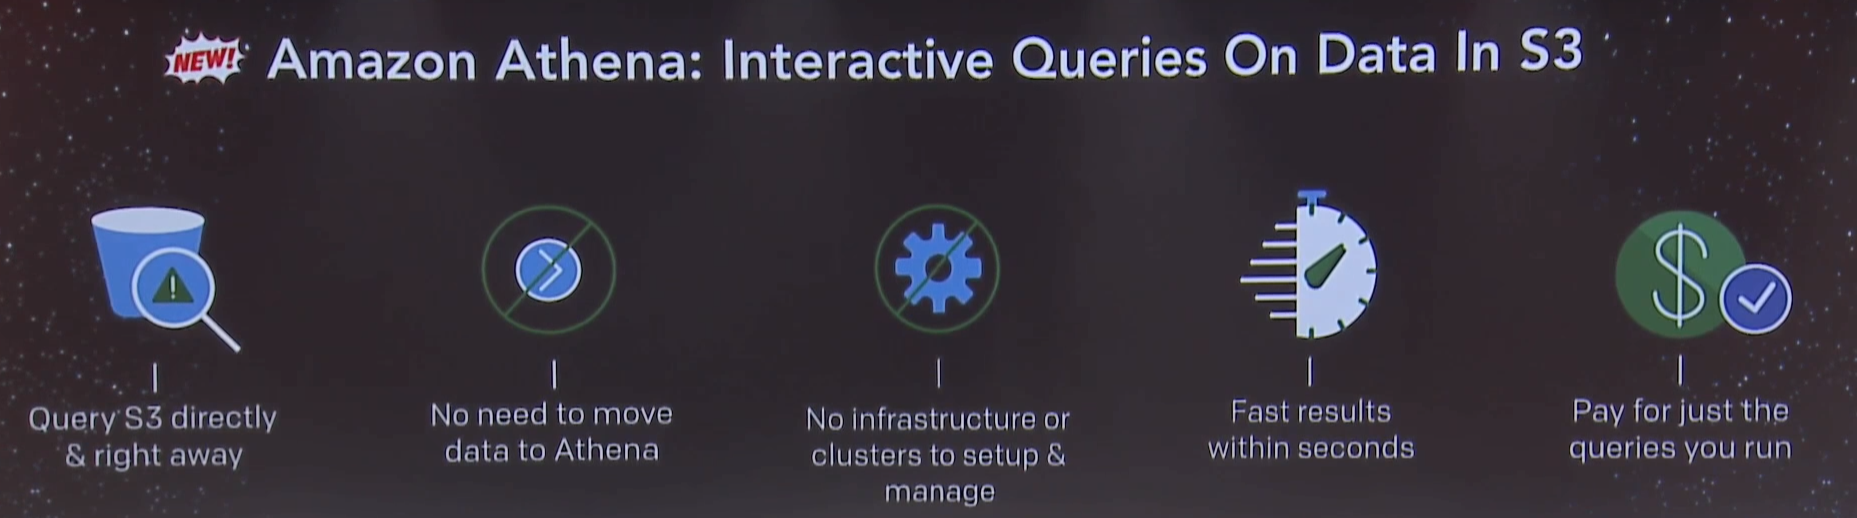 NEW! Amazon Athena: Interactive Queries On Data In S3
Query S3 directly
& right away
No need to move
data to Athena
No infrastructure or
clusters to setup &
manage
Fast results
within seconds
Pay for just the
queries you run